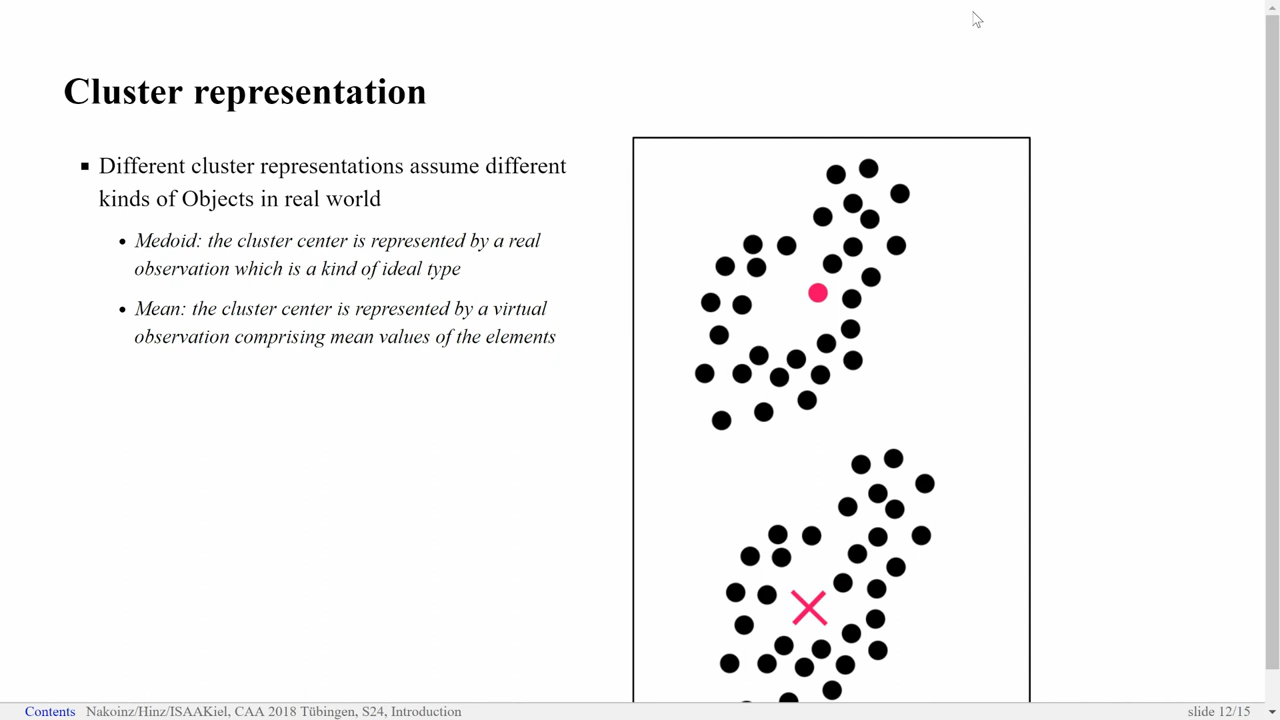 Cluster representation
Different cluster representations assume different
kinds of Objects in real world
Medoid: the cluster center is represented by a real
observation which is a kind of ideal type
Mean: the cluster center is represented by a virtual
observation comprising mean values of the elements
Contents Nakoinz/Hinz/ISAAKiel, CAA 2018 Tübingen, S24, Introduction slide 12/15